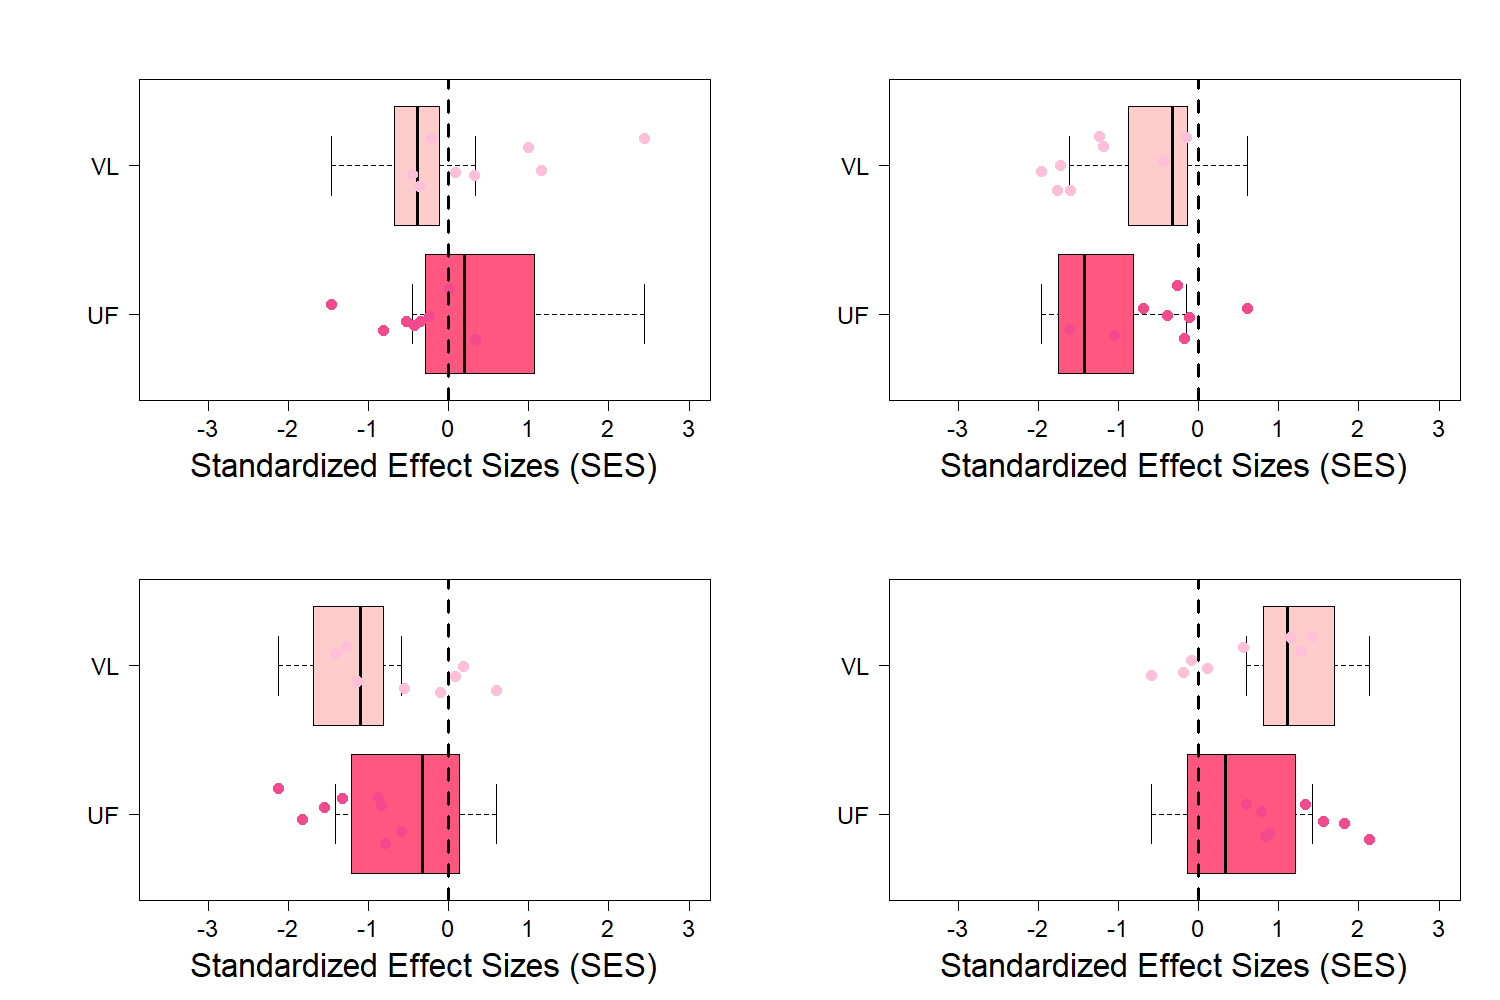 VL
UF
-3 -2 -1 0 1 2 3
Standardized Effect Sizes (SES)
VL
UF
-3 -2 -1 0 1 2 3
Standardized Effect Sizes (SES)
VL
UF
-3 -2 -1 0 1 2 3
Standardized Effect Sizes (SES)
VL
UF
-3 -2 -1 0 1 2 3
Standardized Effect Sizes (SES)